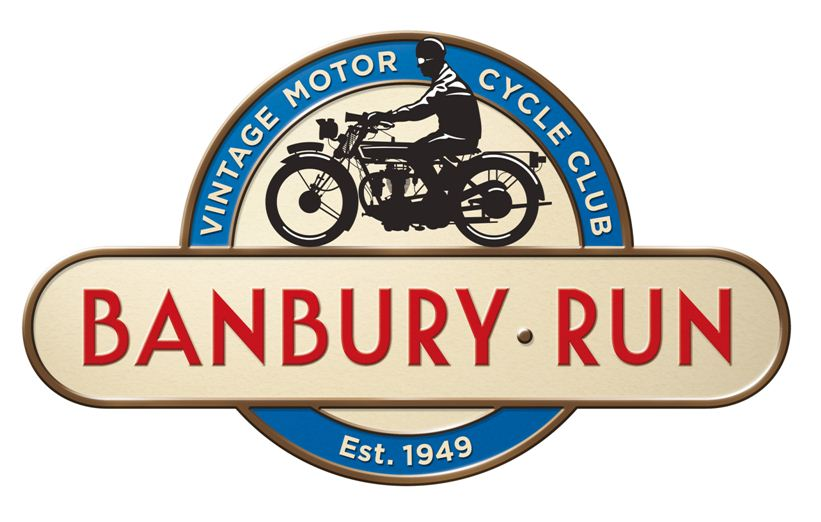 VINTAGE MOTOR CYCLE CLUB
BANBURY · RUN
Est. 1949